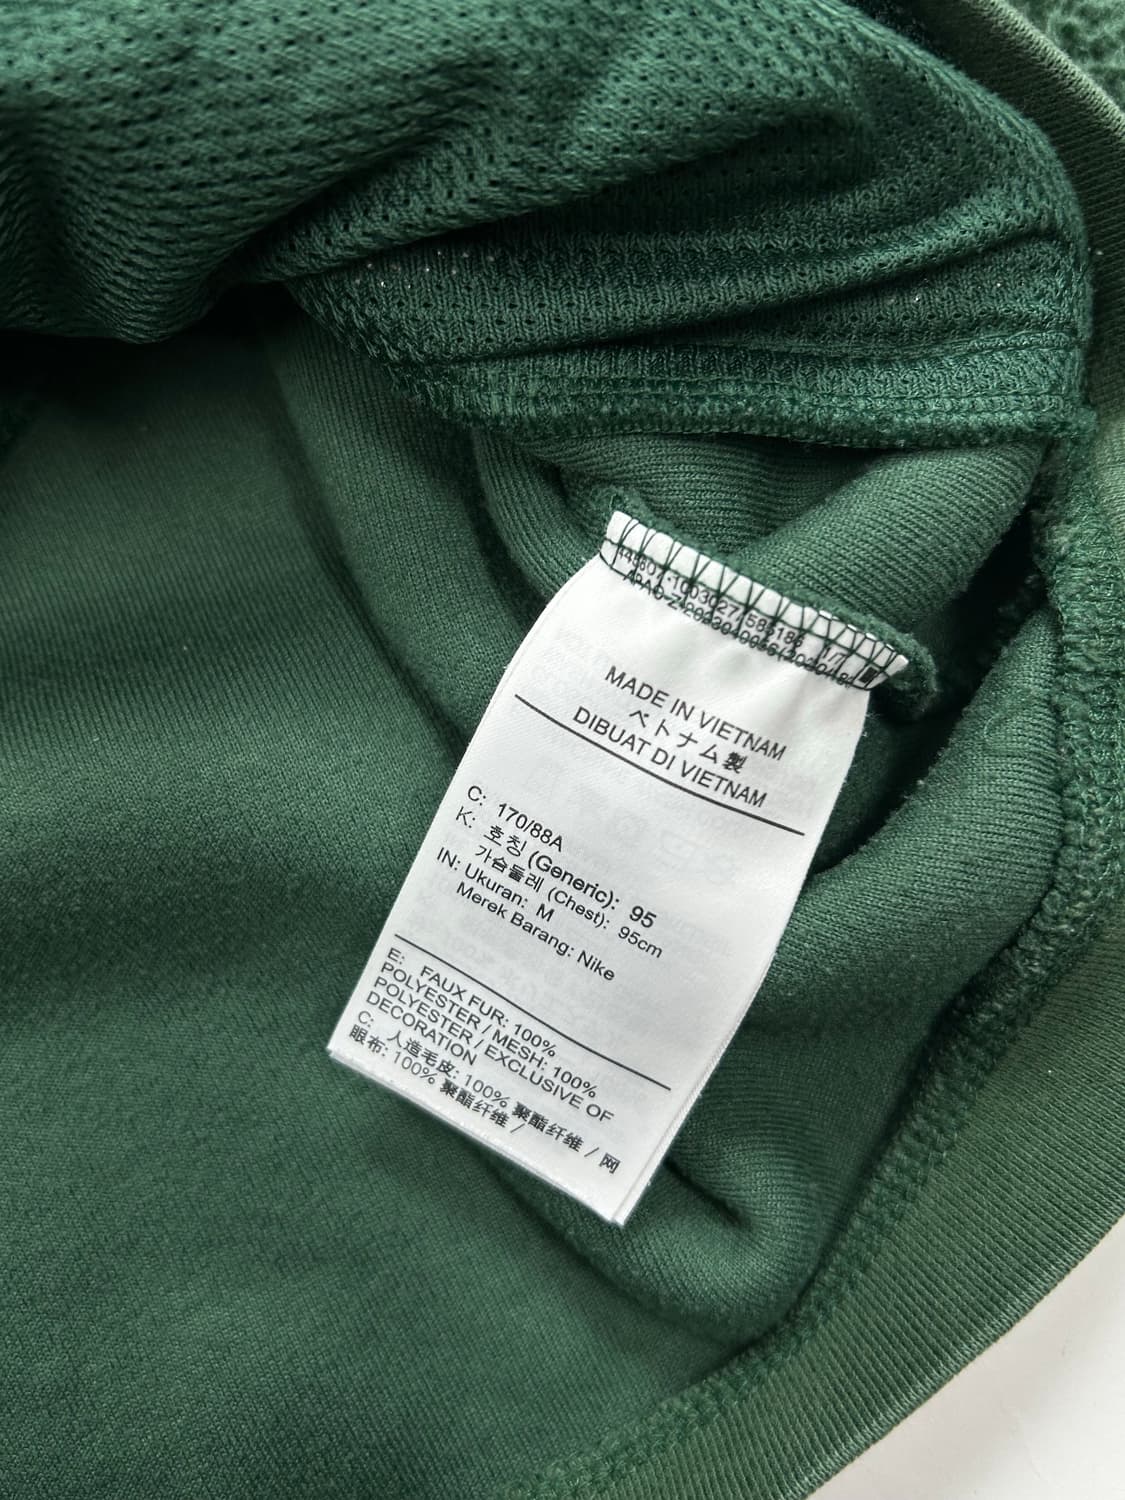 MADE IN VIETNAM
ベトナム製
DIBUAT DI VIETNAM
C: 170/88A
K: 호칭 (Generic): 95
가슴둘레 (Chest): 95cm
IN: Ukuran: M
Merek Barang: Nike
E: FAUX FUR: 100%
POLYESTER / MESH: 100%
POLYESTER / EXCLUSIVE OF
DECORATION
C: 人造毛皮: 100% 聚酯纤维 / 网
眼布: 100% 聚酯纤维 /